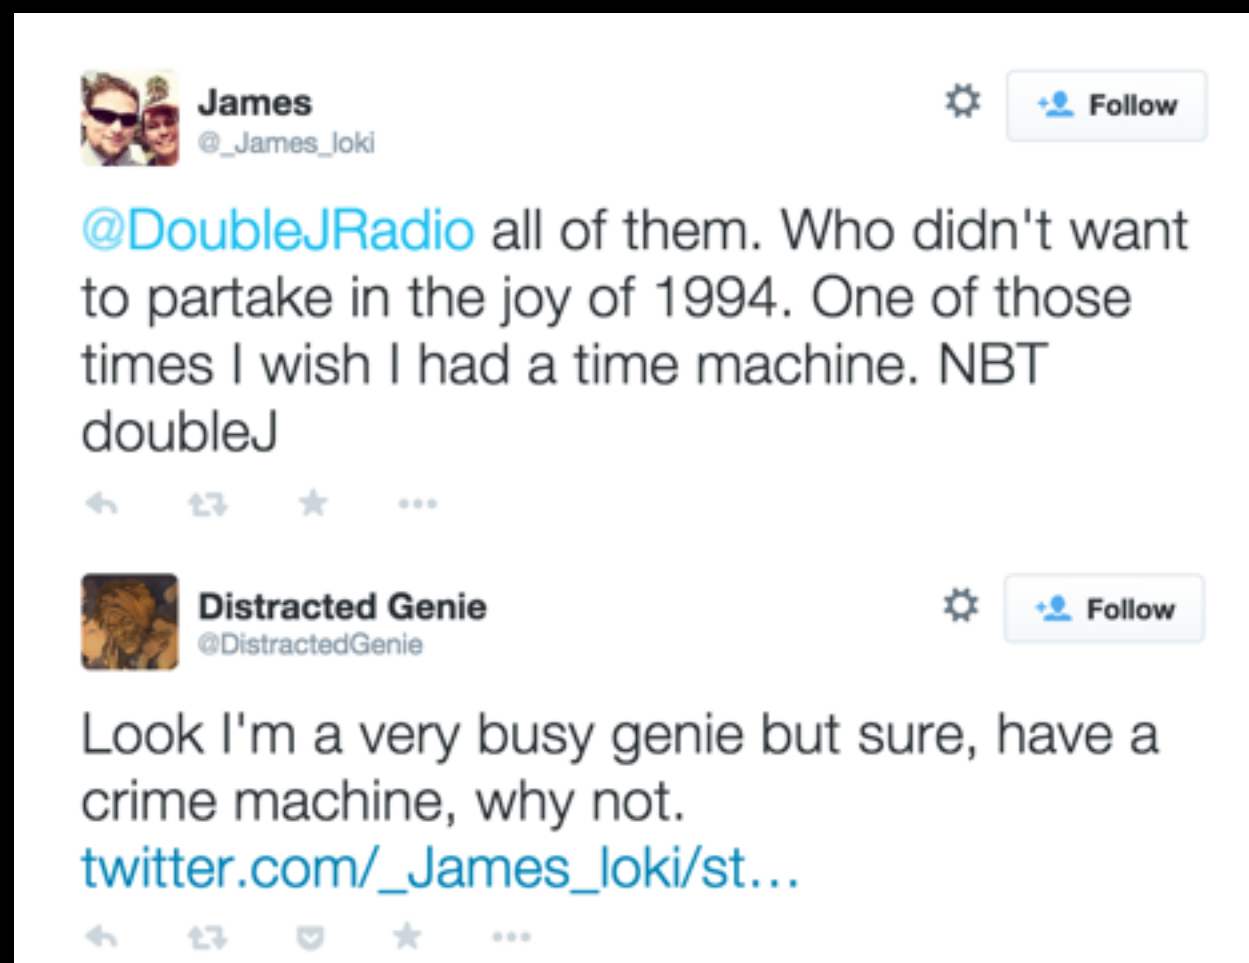 James
@_James_loki
Follow
@DoubleJRadio all of them. Who didn't want
to partake in the joy of 1994. One of those
times I wish I had a time machine. NBT
doubleJ
Distracted Genie
@DistractedGenie
Follow
Look I'm a very busy genie but sure, have a
crime machine, why not.
twitter.com/_James_loki/st...